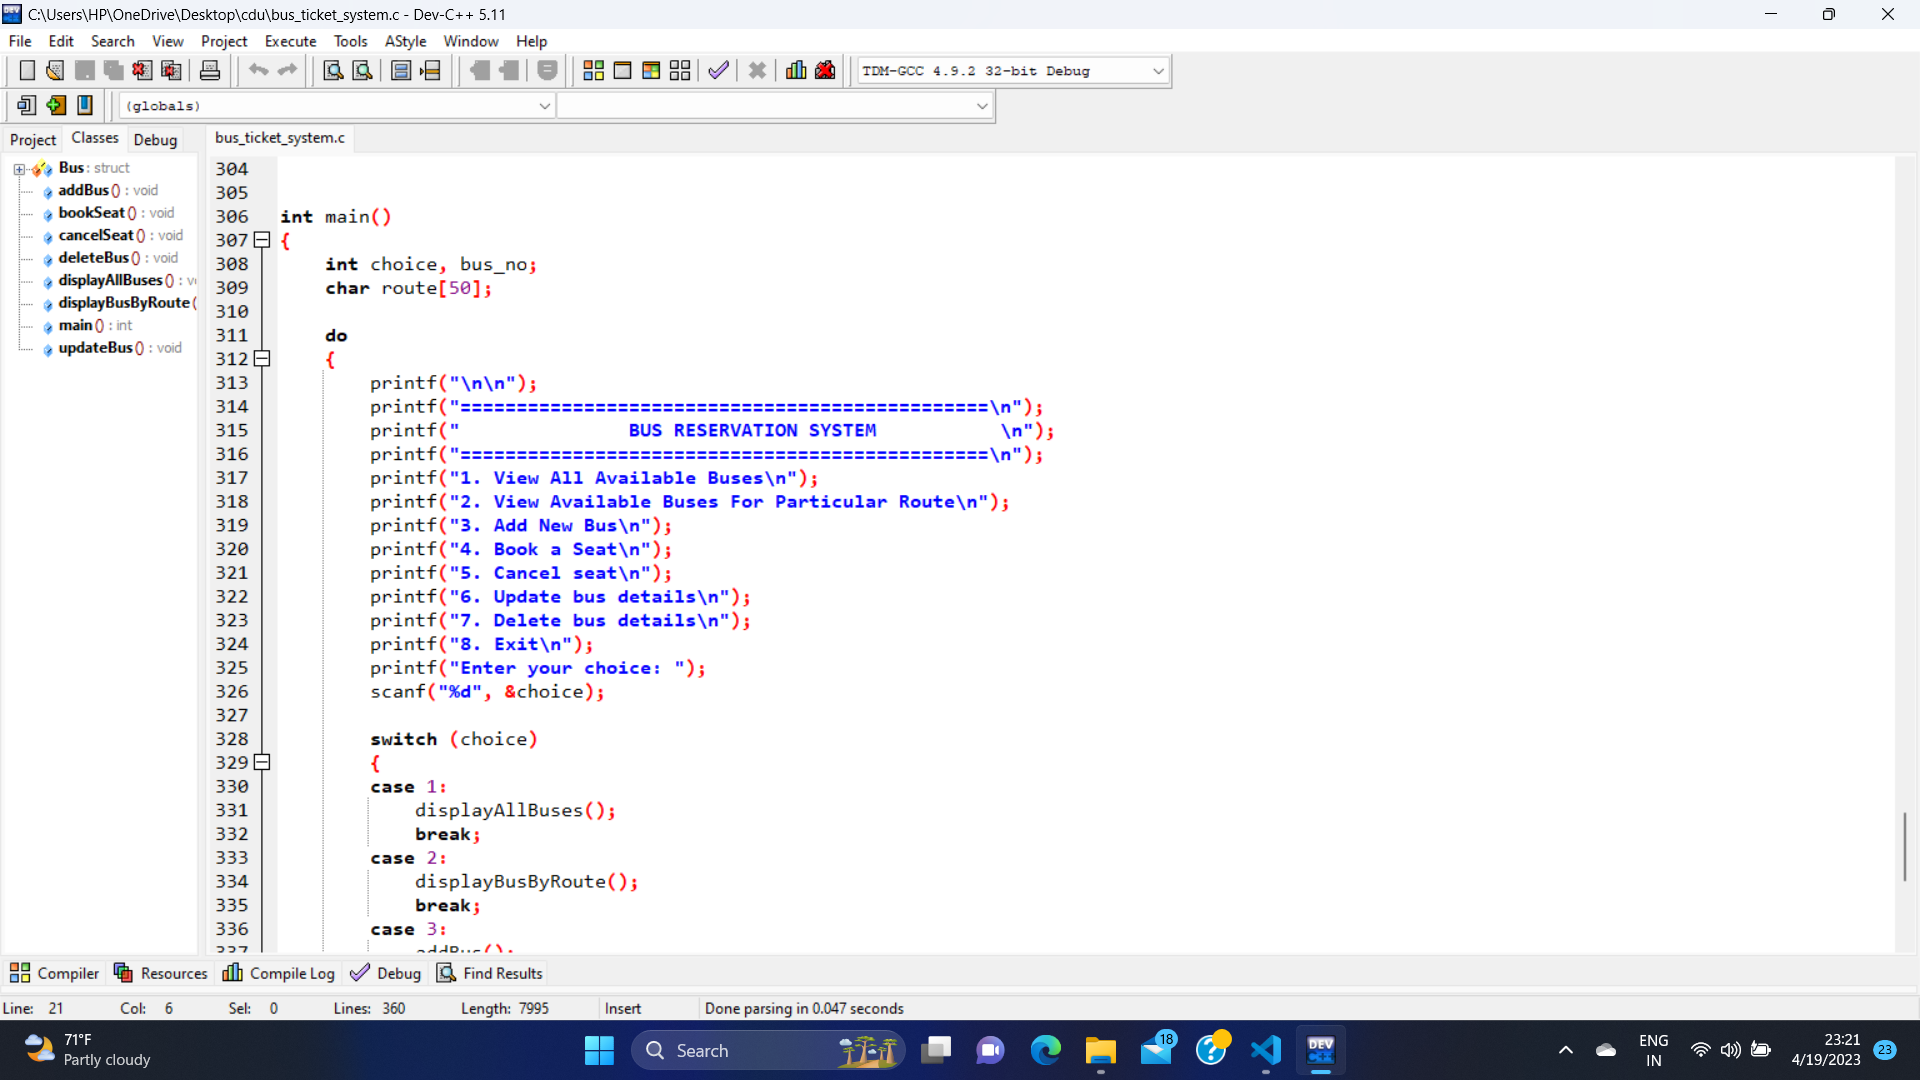 C:\Users\HP\OneDrive\Desktop\cdu\bus_ticket_system.c - Dev-C++ 5.11
File Edit Search View Project Execute Tools AStyle Window Help
TDM-GCC 4.9.2 32-bit Debug
(globals)
Project Classes Debug
Bus : struct
addBus () : void
bookSeat () : void
cancelSeat () : void
deleteBus () : void
displayAllBuses () : v
displayBusByRoute (
main () : int
updateBus () : void
bus_ticket_system.c
304
305
306 int main()
307 {
308 int choice, bus_no;
309 char route[50];
310
311 do
312 {
313 printf("\n\n");
314 printf("===============================================\n");
315 printf("               BUS RESERVATION SYSTEM           \n");
316 printf("===============================================\n");
317 printf("1. View All Available Buses\n");
318 printf("2. View Available Buses For Particular Route\n");
319 printf("3. Add New Bus\n");
320 printf("4. Book a Seat\n");
321 printf("5. Cancel seat\n");
322 printf("6. Update bus details\n");
323 printf("7. Delete bus details\n");
324 printf("8. Exit\n");
325 printf("Enter your choice: ");
326 scanf("%d", &choice);
327
328 switch (choice)
329 {
330 case 1:
331 displayAllBuses();
332 break;
333 case 2:
334 displayBusByRoute();
335 break;
336 case 3:
337 addBus();
Compiler Resources Compile Log Debug Find Results
Line: 21 Col: 6 Sel: 0 Lines: 360 Length: 7995 Insert Done parsing in 0.047 seconds
71°F
Partly cloudy
Search
18
DEV
C++
ENG
IN
23:21
4/19/2023
23